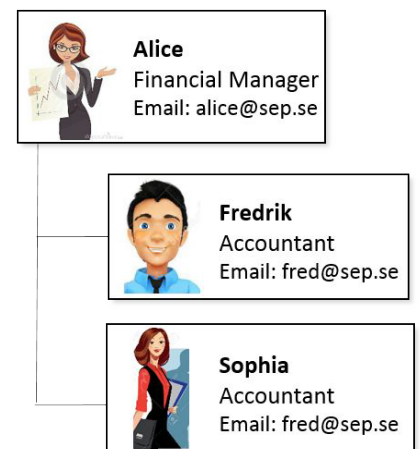 Alice
Financial Manager
Email: alice@sep.se
Fredrik
Accountant
Email: fred@sep.se
Sophia
Accountant
Email: fred@sep.se